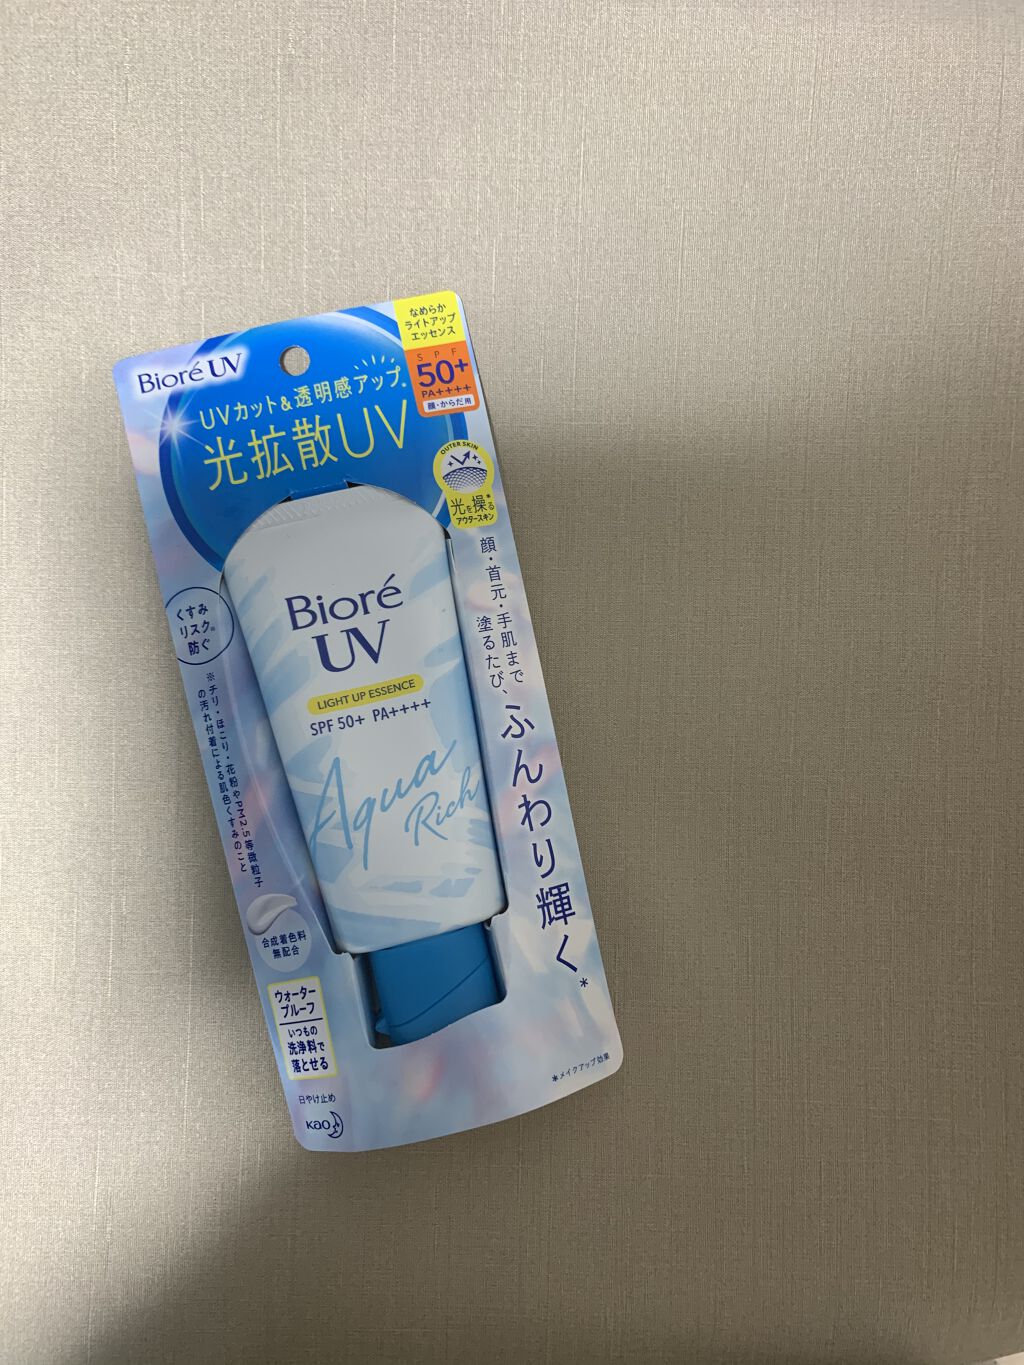 なめらか
ライトアップ
エッセンス
SPF
50+
PA++++
顔・からだ用
Bioré UV
UVカット&透明感アップ*
光拡散UV
OUTER SKIN
光を操る*
アウタースキン
顔・首元・手肌まで
塗るたび、
ふんわり輝く*
くすみ
リスク※
防ぐ
※チリ・ほこり・花粉やPM2.5等微粒子
の汚れ付着による肌色くすみのこと
Bioré
UV
LIGHT UP ESSENCE
SPF 50+ PA++++
Aqua
Rich
合成着色料
無配合
ウォーター
プルーフ
いつもの
洗浄料で
落とせる
*メイクアップ効果
日やけ止め
Kao